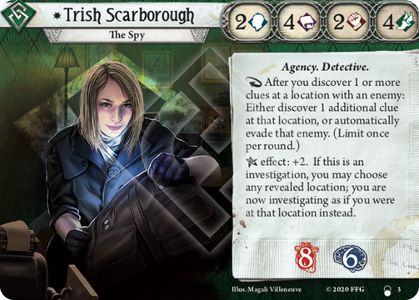 Trish Scarborough
The Spy
2 4 2 4
Agency. Detective.
After you discover 1 or more
clues at a location with an enemy:
Either discover 1 additional clue
at that location, or automatically
evade that enemy. (Limit once
per round.)
effect: +2. If this is an
investigation, you may choose
any revealed location; you are
now investigating as if you were
at that location instead.
8 6
Illus. Magali Villeneuve © 2020 FFG 3